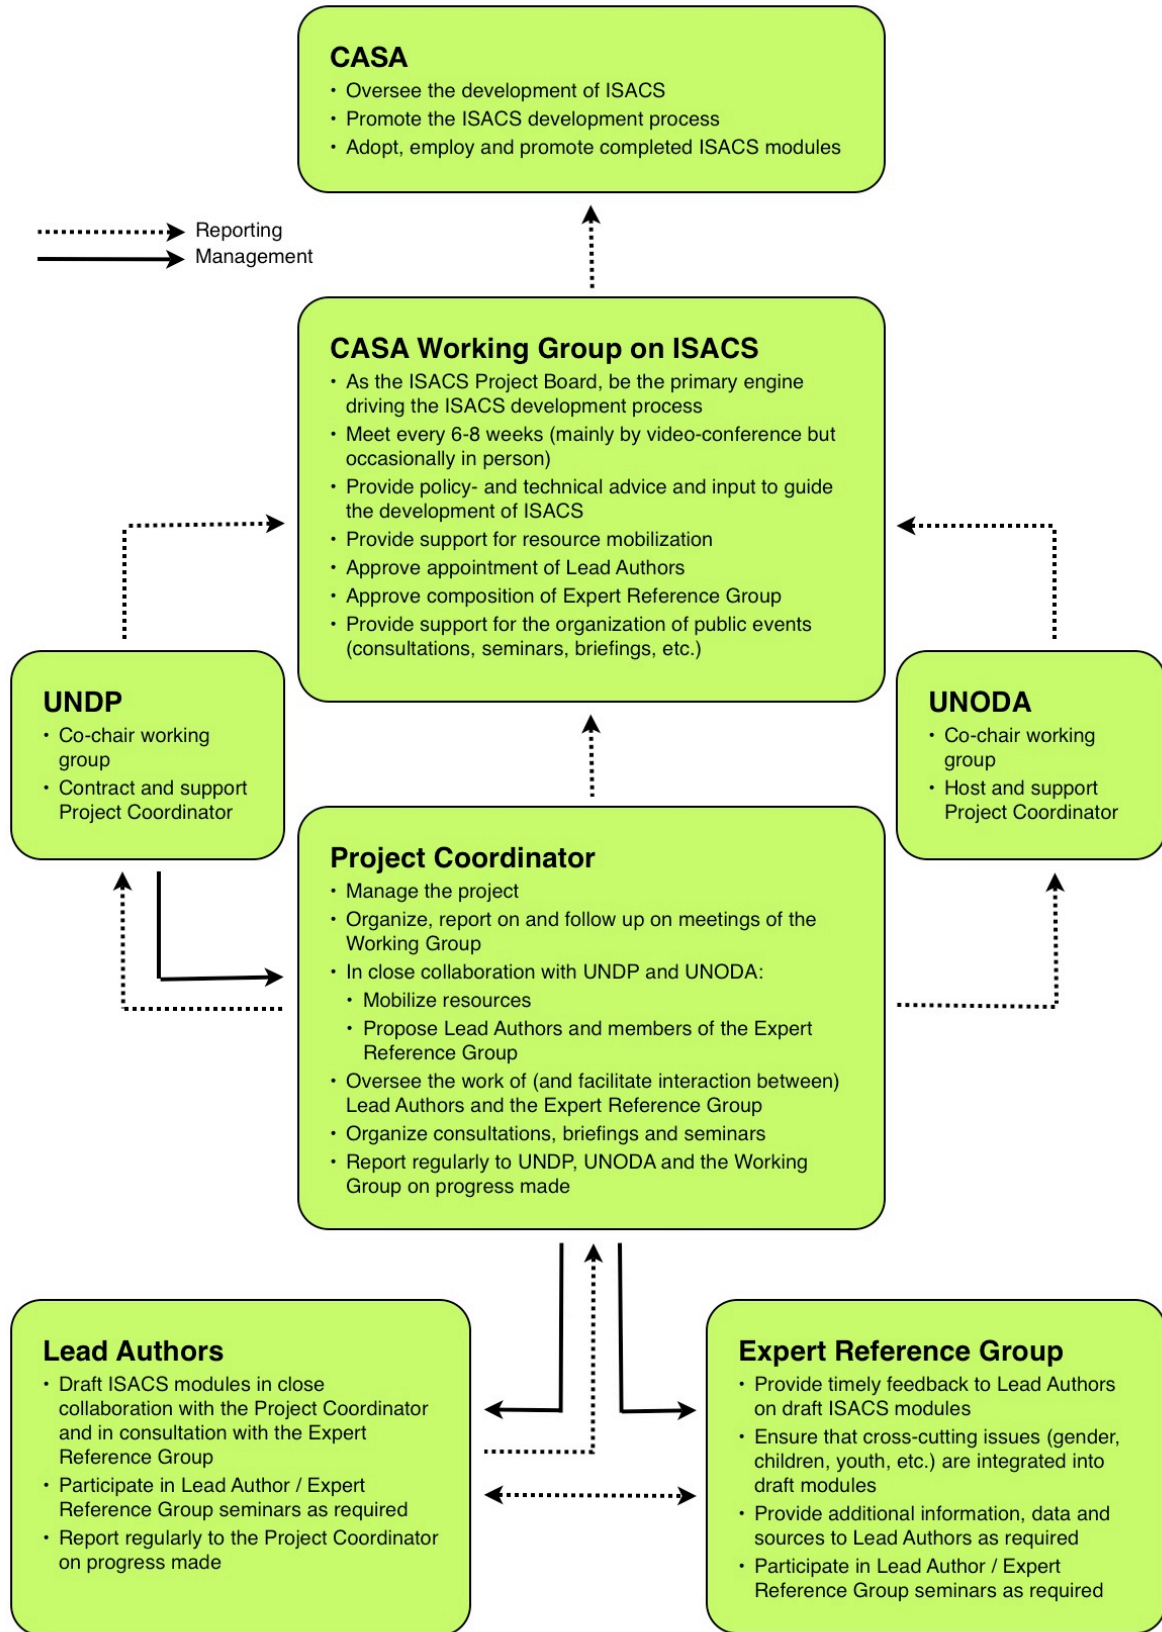 CASA
• Oversee the development of ISACS
• Promote the ISACS development process
• Adopt, employ and promote completed ISACS modules
Reporting
Management
CASA Working Group on ISACS
• As the ISACS Project Board, be the primary engine
driving the ISACS development process
• Meet every 6-8 weeks (mainly by video-conference but
occasionally in person)
• Provide policy- and technical advice and input to guide
the development of ISACS
• Provide support for resource mobilization
• Approve appointment of Lead Authors
• Approve composition of Expert Reference Group
• Provide support for the organization of public events
(consultations, seminars, briefings, etc.)
UNDP
• Co-chair working
group
• Contract and support
Project Coordinator
UNODA
• Co-chair working
group
• Host and support
Project Coordinator
Project Coordinator
• Manage the project
• Organize, report on and follow up on meetings of the
Working Group
• In close collaboration with UNDP and UNODA:
• Mobilize resources
• Propose Lead Authors and members of the Expert
Reference Group
• Oversee the work of (and facilitate interaction between)
Lead Authors and the Expert Reference Group
• Organize consultations, briefings and seminars
• Report regularly to UNDP, UNODA and the Working
Group on progress made
Lead Authors
• Draft ISACS modules in close
collaboration with the Project Coordinator
and in consultation with the Expert
Reference Group
• Participate in Lead Author / Expert
Reference Group seminars as required
• Report regularly to the Project Coordinator
on progress made
Expert Reference Group
• Provide timely feedback to Lead Authors
on draft ISACS modules
• Ensure that cross-cutting issues (gender,
children, youth, etc.) are integrated into
draft modules
• Provide additional information, data and
sources to Lead Authors as required
• Participate in Lead Author / Expert
Reference Group seminars as required